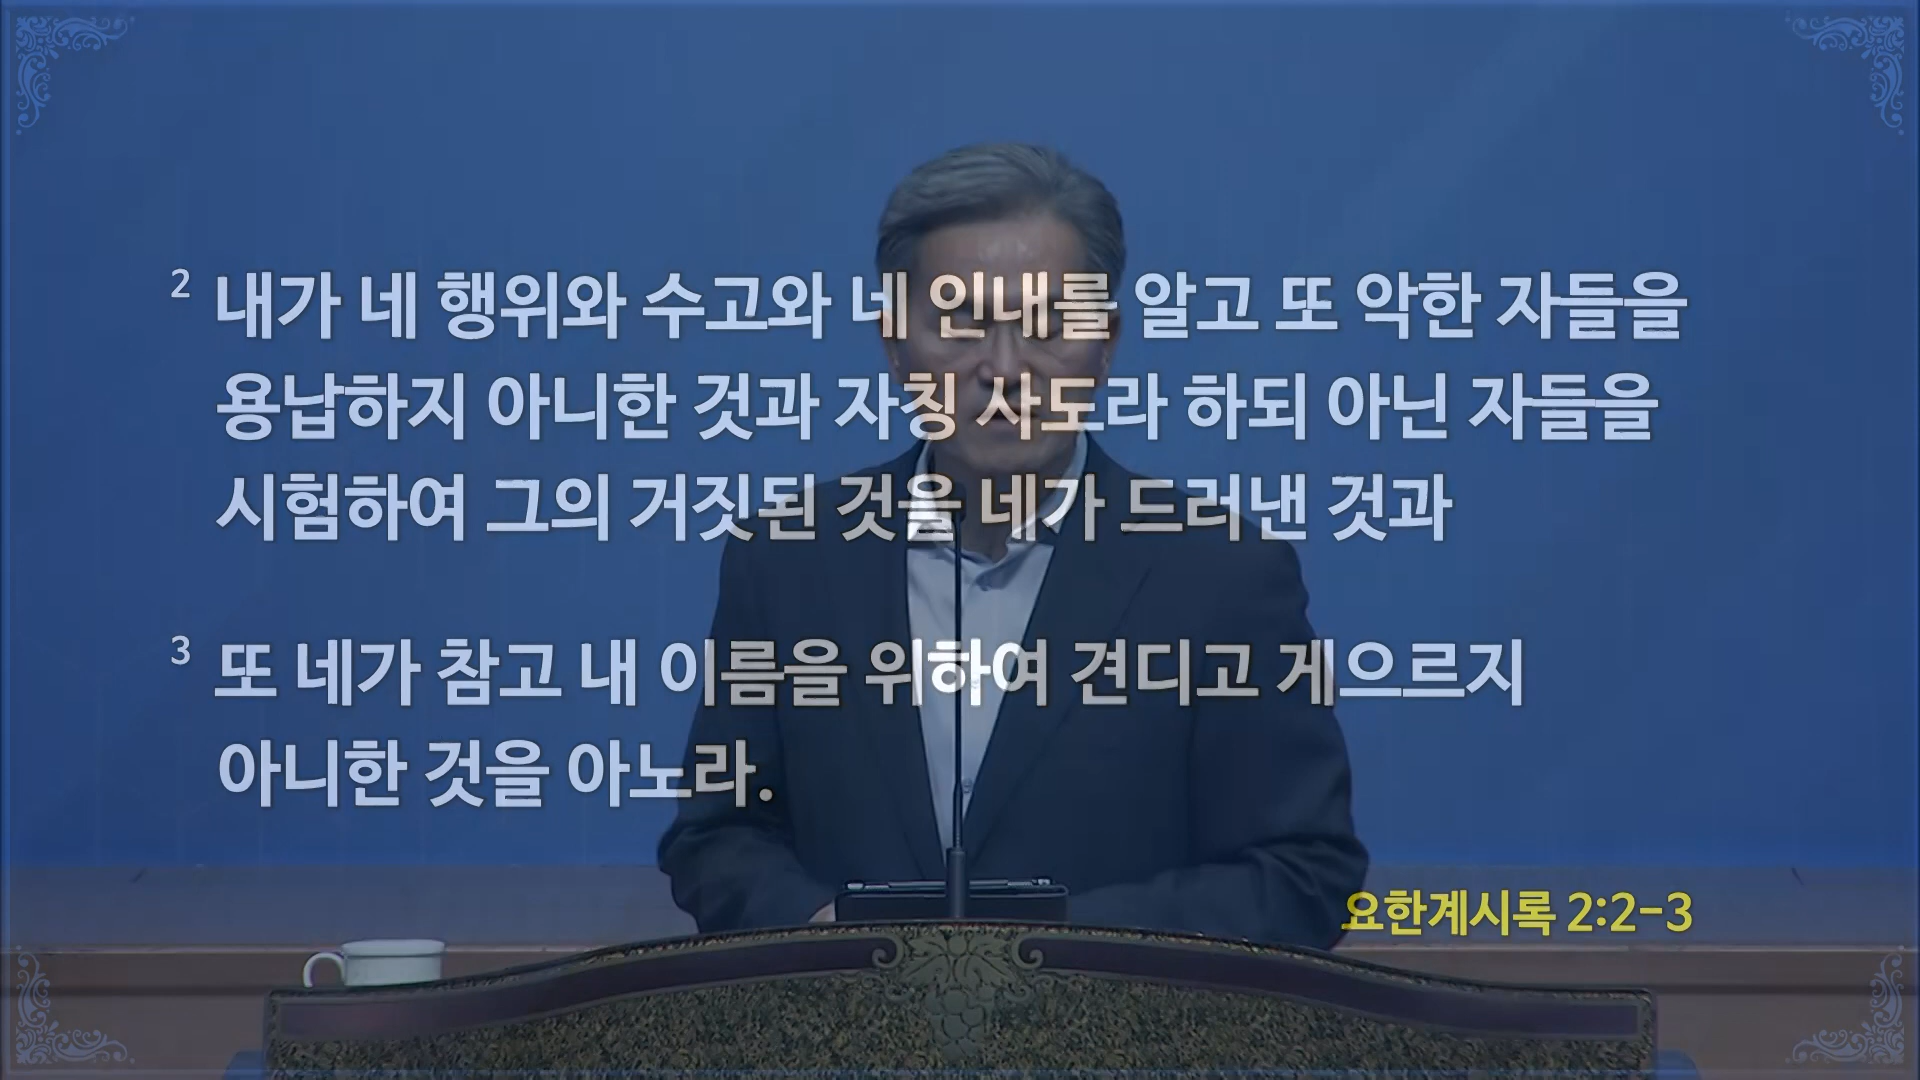 2 내가 네 행위와 수고와 네 인내를 알고 또 악한 자들을
용납하지 아니한 것과 자칭 사도라 하되 아닌 자들을
시험하여 그의 거짓된 것을 네가 드러낸 것과
3 또 네가 참고 내 이름을 위하여 견디고 게으르지
아니한 것을 아노라.
요한계시록 2:2-3